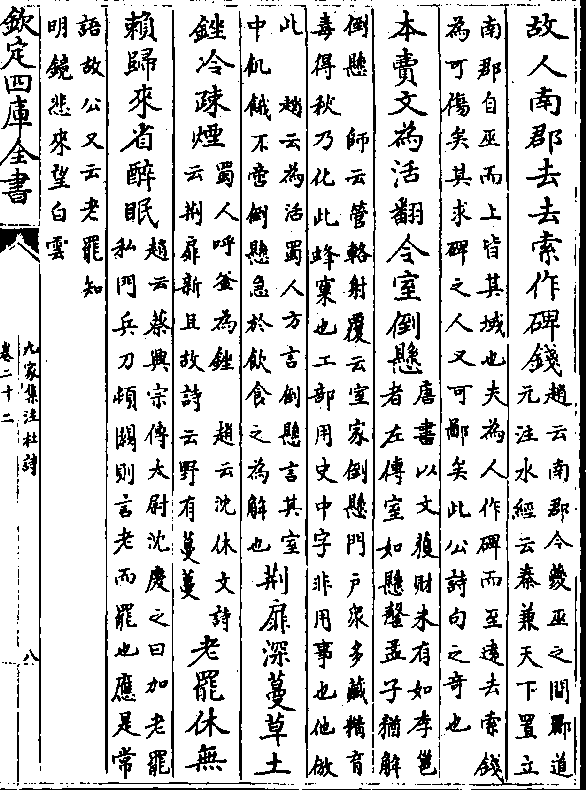 故人南郡去去索作碑錢趙云南郡今夔巫之間酈道
元注水經云秦兼天下置立
南郡自巫而上皆其域也夫為人作碑而至遠去索錢
為可傷矣其求碑之人又可鄙矣此公詩句之竒也
本賣文為活翻令室倒懸唐書以文獲財未有如李邕
者左傳室如懸罄孟子猶解
倒懸 師云管輅射覆云室家倒懸門戶衆多藏精育
毒得秋乃化此蜂窠也工部用史中字非用事也他倣
此 趙云為活蜀人方言倒懸言其室
中飢餓不啻倒懸急於飲食之為解也
荆扉深蔓草土
銼冷疎煙蜀人呼釜為銼 趙云沈休文詩
云荆扉新且故詩云野有蔓蔓
老罷休無
賴歸來省醉眠趙云蔡興宗傳太尉沈慶之曰加老罷
私門兵刀頓闕則言老而罷也應是常
語故公又云老罷知
明鏡悲來望白雲
欽定四庫全書
九家集注杜詩
卷二十二
八